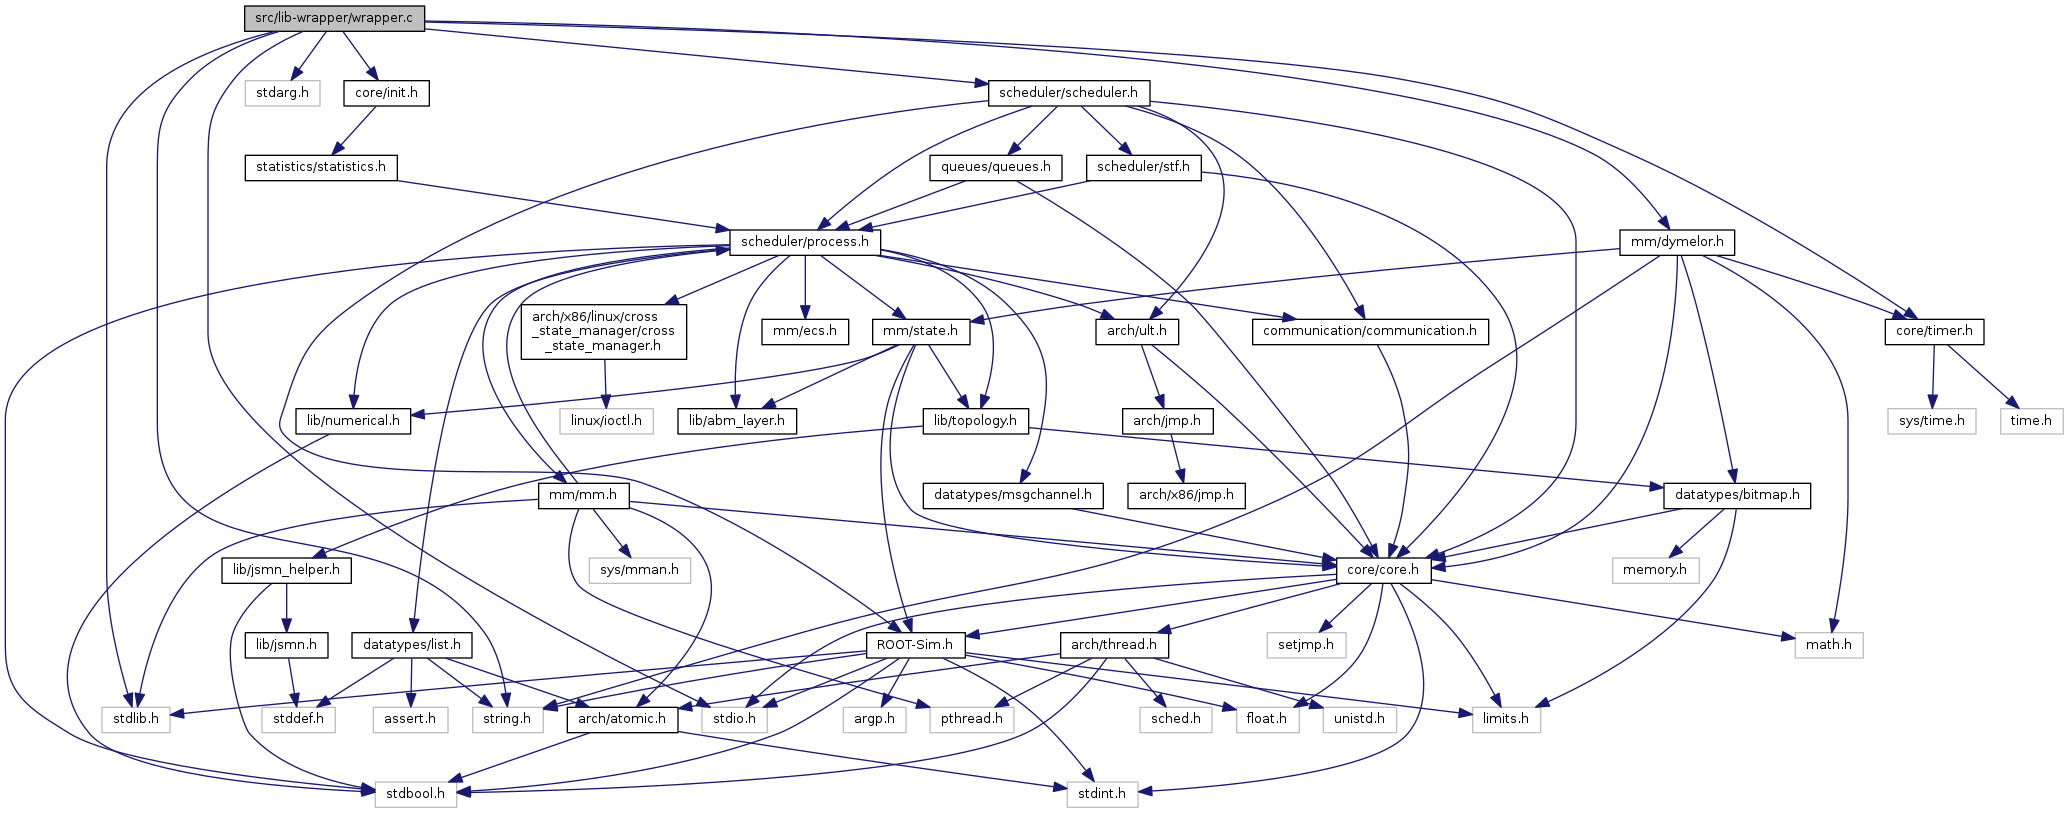 src/lib-wrapper/wrapper.c
stdarg.h
core/init.h
scheduler/scheduler.h
statistics/statistics.h
queues/queues.h
scheduler/stf.h
scheduler/process.h
mm/dymelor.h
arch/x86/linux/cross
_state_manager/cross
_state_manager.h
mm/ecs.h
mm/state.h
arch/ult.h
communication/communication.h
core/timer.h
lib/numerical.h
linux/ioctl.h
lib/abm_layer.h
lib/topology.h
arch/jmp.h
sys/time.h
time.h
mm/mm.h
datatypes/msgchannel.h
arch/x86/jmp.h
datatypes/bitmap.h
lib/jsmn_helper.h
sys/mman.h
core/core.h
memory.h
lib/jsmn.h
datatypes/list.h
ROOT-Sim.h
arch/thread.h
setjmp.h
math.h
stdlib.h
stddef.h
assert.h
string.h
arch/atomic.h
stdio.h
argp.h
pthread.h
sched.h
float.h
unistd.h
limits.h
stdbool.h
stdint.h